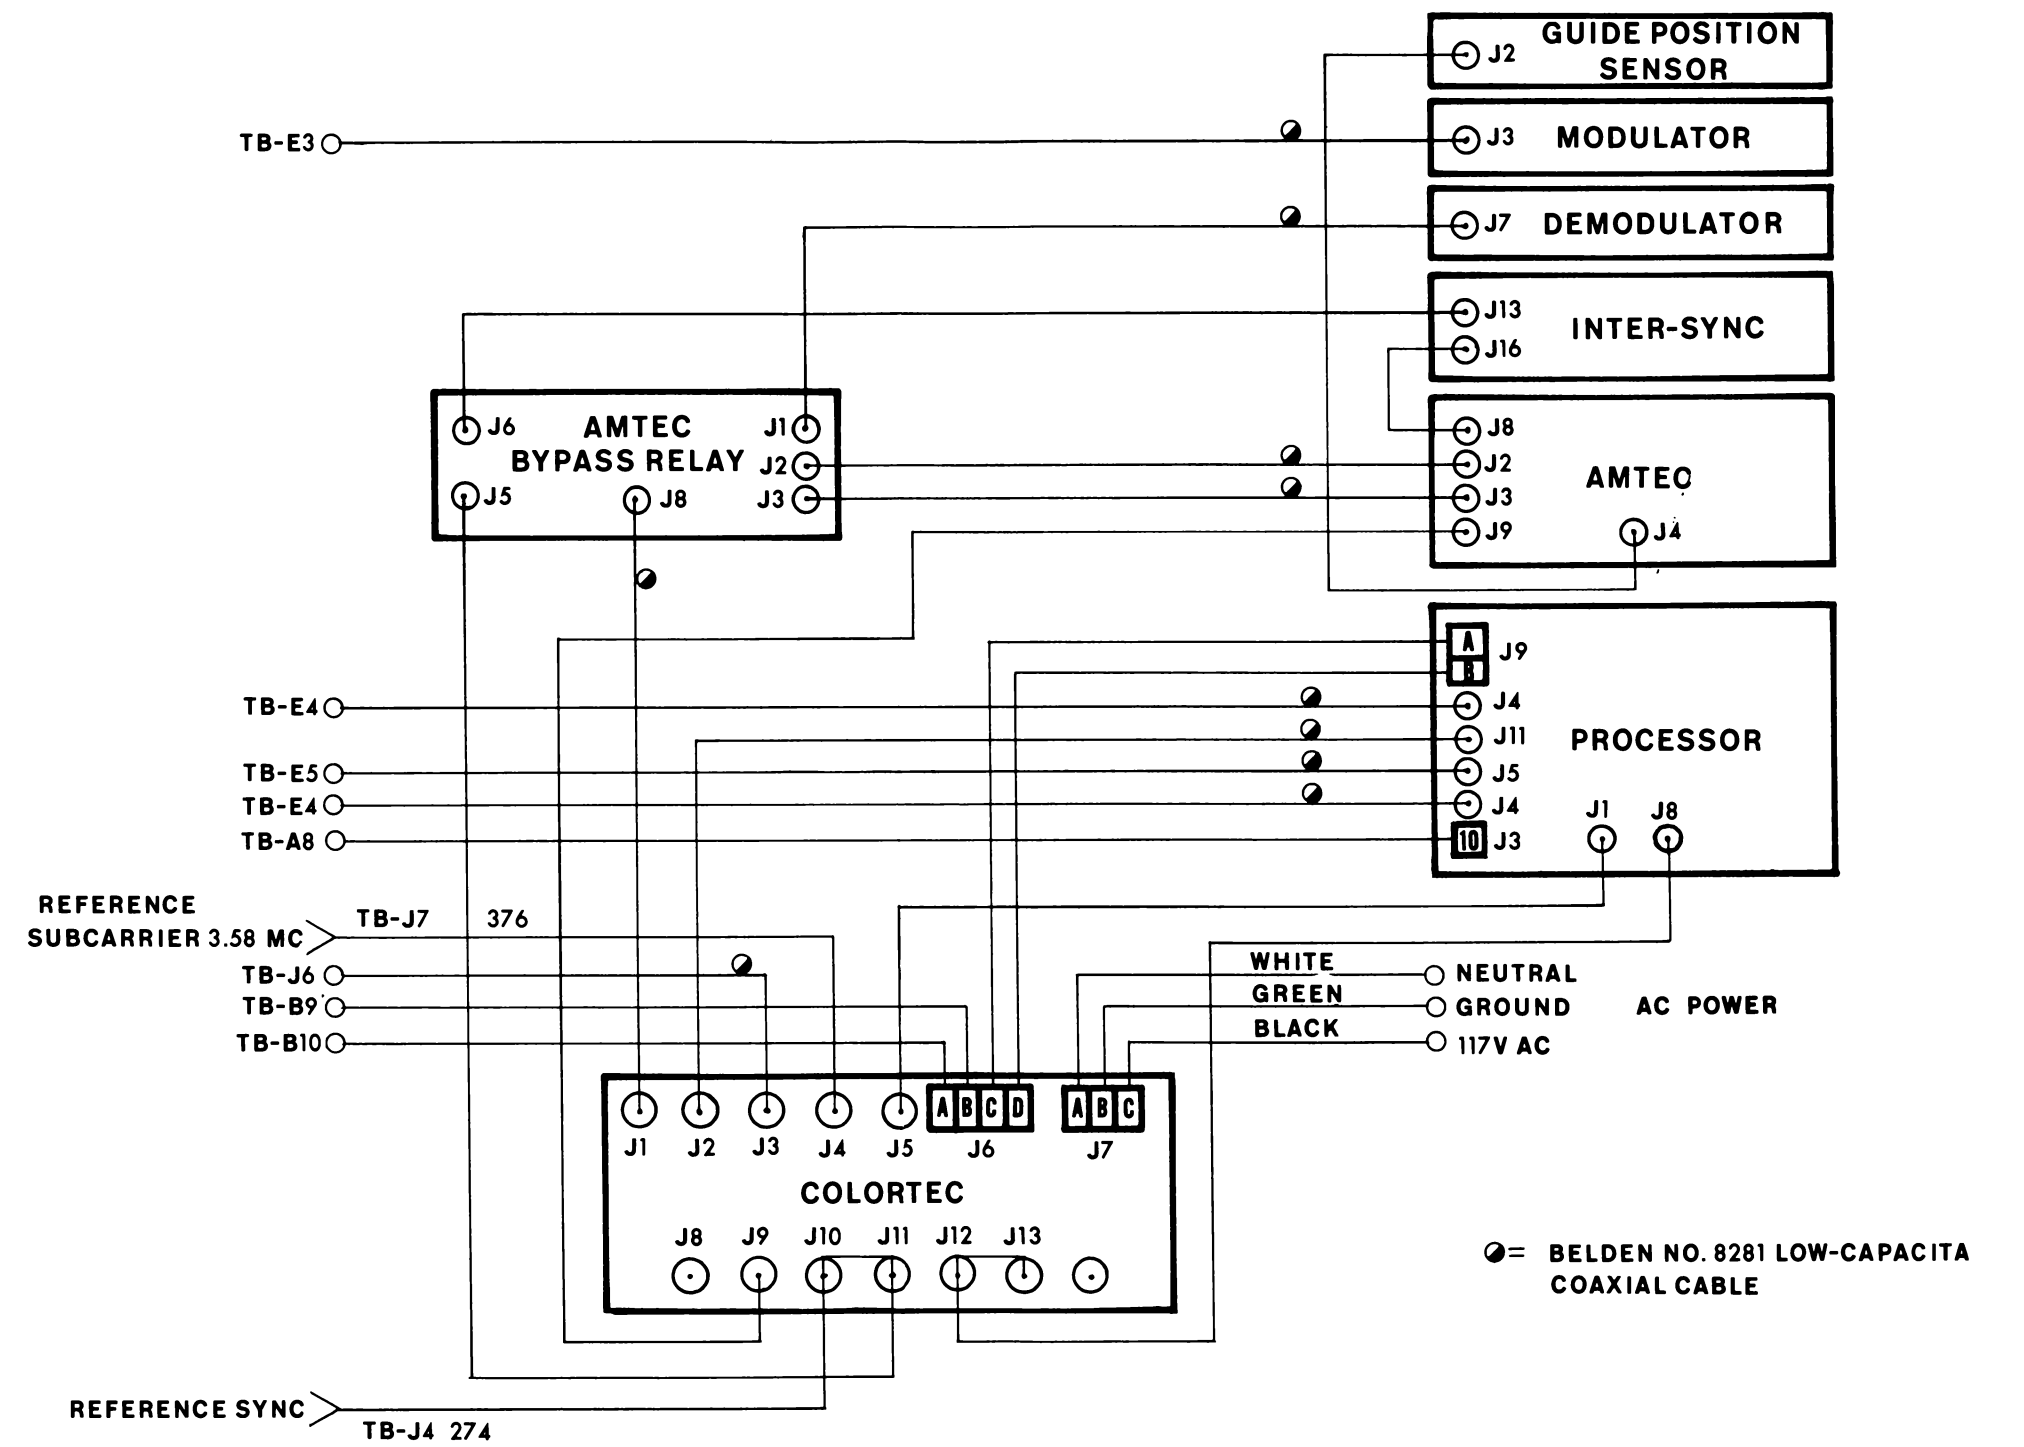 GUIDE POSITION
SENSOR
J2
TB-E3
J3
MODULATOR
J7
DEMODULATOR
J13
J16
INTER-SYNC
J6
AMTEC
BYPASS RELAY
J1
J2
J3
J5
J8
J8
J2
J3
J9
AMTEC
J4
A
B
J9
TB-E4
J4
J11
PROCESSOR
TB-E5
J5
TB-E4
J4
J1
J8
TB-A8
10
J3
REFERENCE
SUBCARRIER 3.58 MC
TB-J7 376
TB-J6
TB-B9
TB-B10
WHITE
NEUTRAL
GREEN
GROUND
AC POWER
BLACK
117V AC
A B C D
A B C
J1 J2 J3 J4 J5 J6 J7
COLORTEC
J8 J9 J10 J11 J12 J13
= BELDEN NO. 8281 LOW-CAPACITA
COAXIAL CABLE
REFERENCE SYNC
TB-J4 274